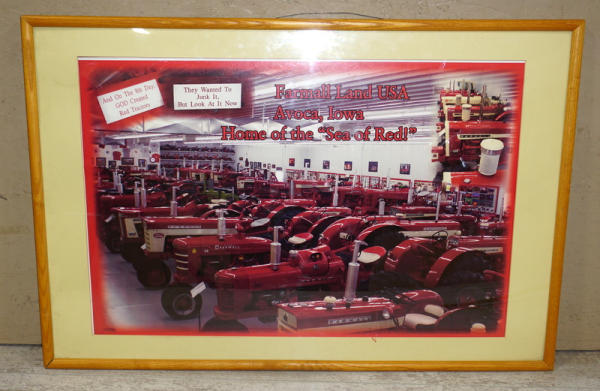 And On The 8th Day,
GOD Created
Red Tractors
They Wanted To
Junk It,
But Look At It Now
Farmall Land USA
Avoca, Iowa
Home of the "Sea of Red!"
FARMALL